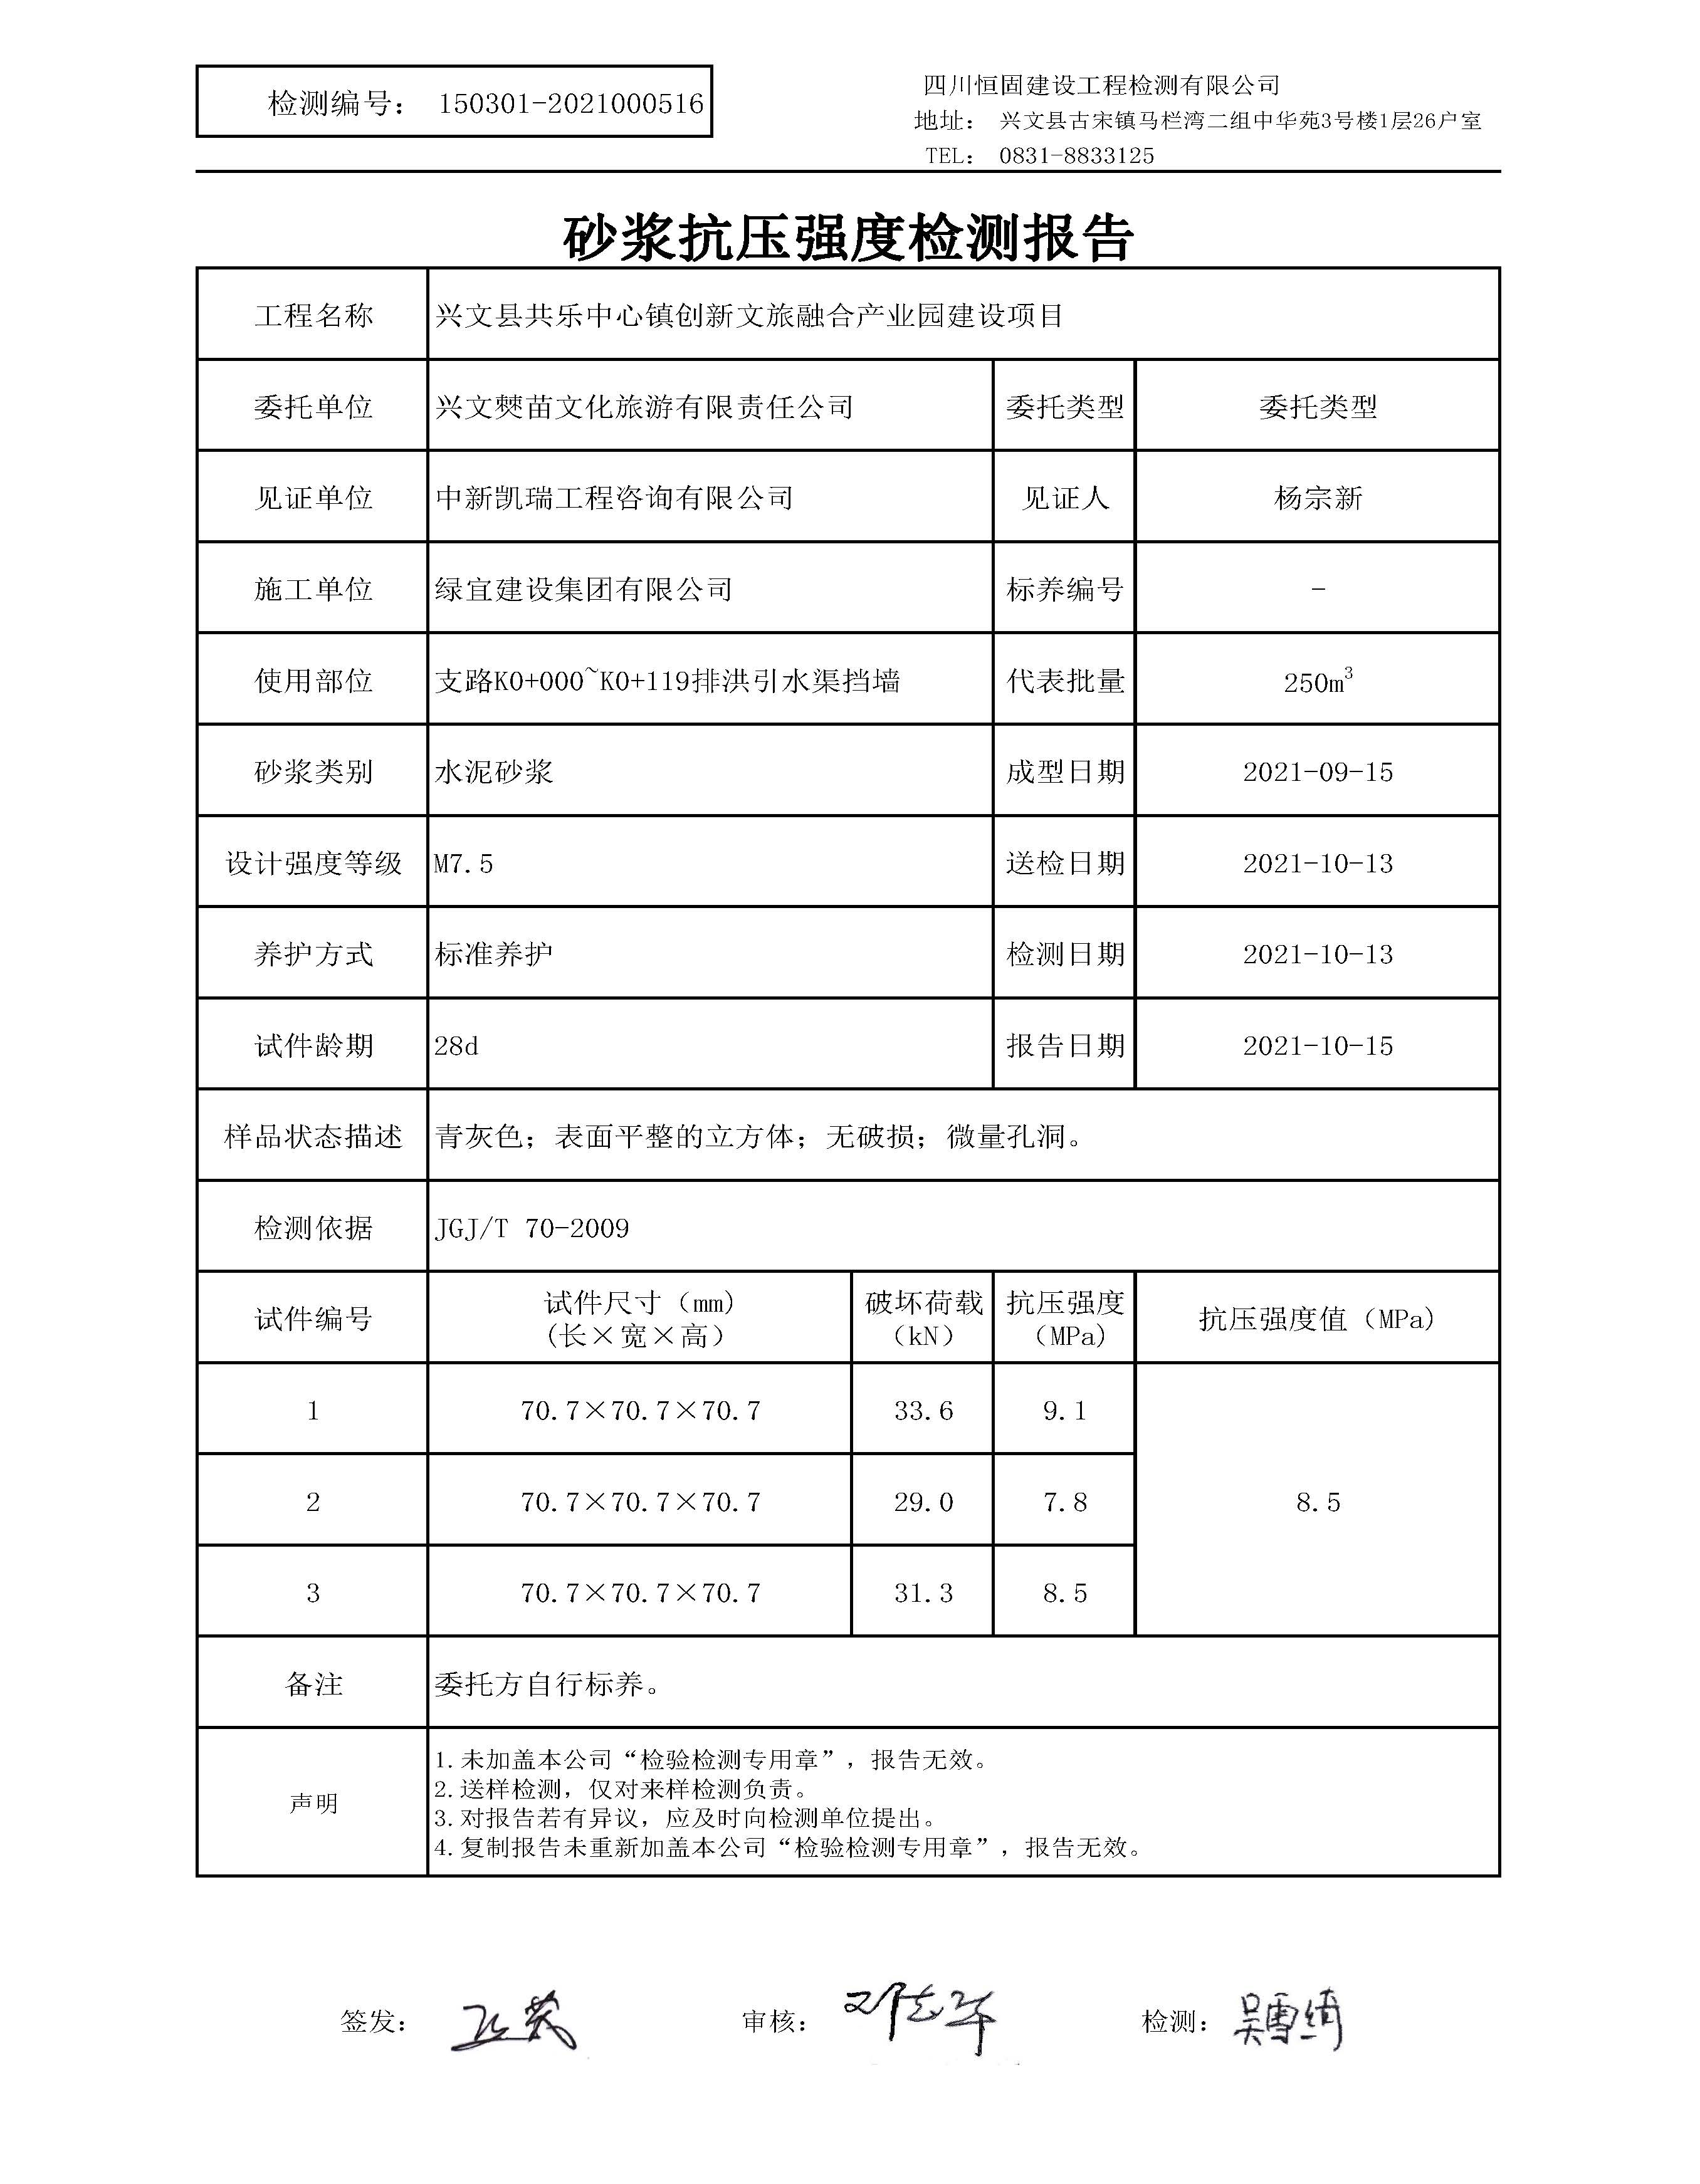 检测编号： 150301-2021000516
四川恒固建设工程检测有限公司
地址： 兴文县古宋镇马栏湾二组中华苑3号楼1层26户室
TEL： 0831-8833125
砂浆抗压强度检测报告
工程名称 兴文县共乐中心镇创新文旅融合产业园建设项目
委托单位 兴文僰苗文化旅游有限责任公司 委托类型 委托类型
见证单位 中新凯瑞工程咨询有限公司 见证人 杨宗新
施工单位 绿宜建设集团有限公司 标养编号 -
使用部位 支路K0+000~K0+119排洪引水渠挡墙 代表批量 250m³
砂浆类别 水泥砂浆 成型日期 2021-09-15
设计强度等级 M7.5 送检日期 2021-10-13
养护方式 标准养护 检测日期 2021-10-13
试件龄期 28d 报告日期 2021-10-15
样品状态描述 青灰色；表面平整的立方体；无破损；微量孔洞。
检测依据 JGJ/T 70-2009
试件编号 试件尺寸（mm)(长×宽×高） 破坏荷载（kN） 抗压强度（MPa) 抗压强度值（MPa)
1 70.7×70.7×70.7 33.6 9.1
2 70.7×70.7×70.7 29.0 7.8 8.5
3 70.7×70.7×70.7 31.3 8.5
备注 委托方自行标养。
声明
1.未加盖本公司“检验检测专用章”，报告无效。
2.送样检测，仅对来样检测负责。
3.对报告若有异议，应及时向检测单位提出。
4.复制报告未重新加盖本公司“检验检测专用章”，报告无效。
签发： 审核： 检测：吴雪绮